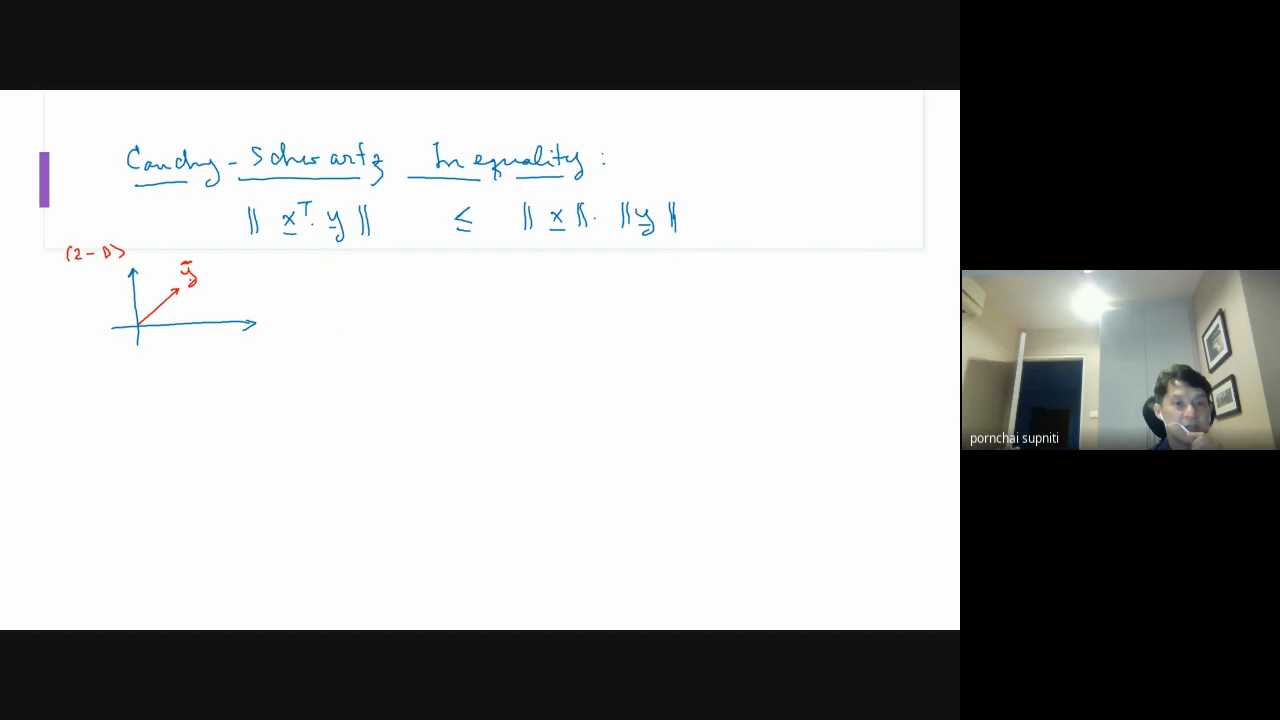 Cauchy - Schwartz Inequality :
‖ x^T · y ‖ ≤ ‖ x ‖ · ‖ y ‖
(2-D)
y
pornchai supniti